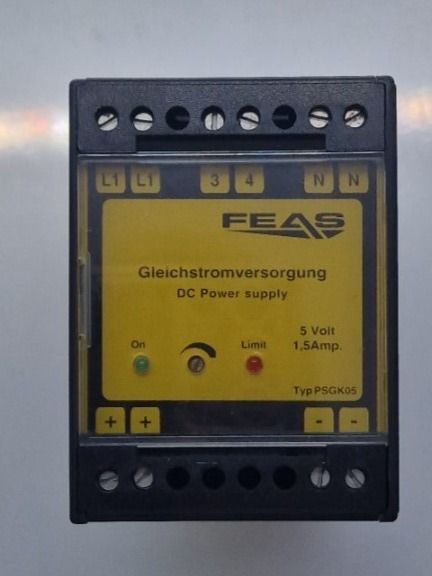 L1 L1 3 4 N N
FEAS
Gleichstromversorgung
DC Power supply
5 Volt
On Limit 1,5Amp.
Typ PSGK05
+ + - -